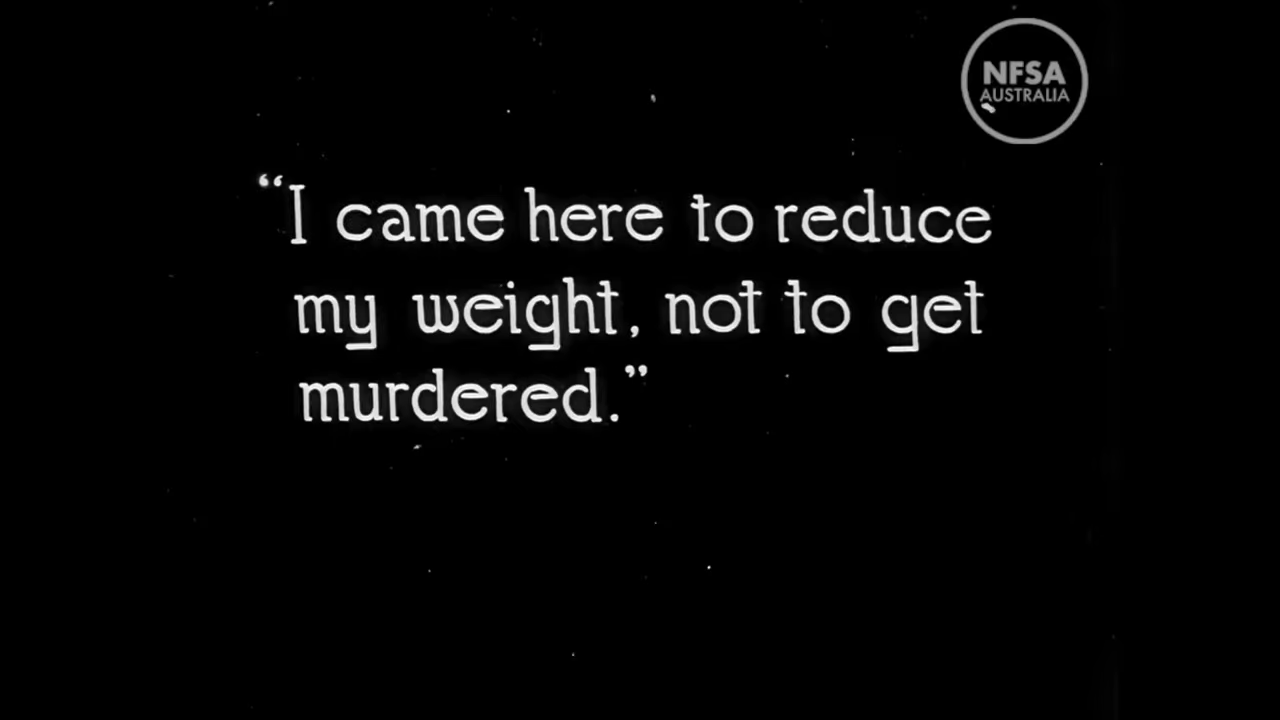 NFSA
AUSTRALIA
“I came here to reduce
my weight, not to get
murdered.”